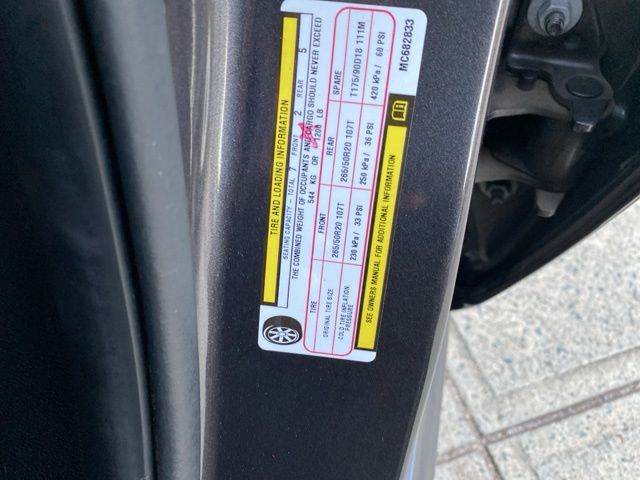 TIRE AND LOADING INFORMATION
SEATING CAPACITY - TOTAL 7 FRONT 2 REAR 5
THE COMBINED WEIGHT OF OCCUPANTS AND CARGO SHOULD NEVER EXCEED
544 KG OR 1200 LB
TIRE FRONT REAR SPARE
ORIGINAL TIRE SIZE 265/50R20 107T 265/50R20 107T T175/90D18 111M
COLD TIRE INFLATION PRESSURE 230 kPa / 33 PSI 250 kPa / 36 PSI 420 kPa / 60 PSI
SEE OWNERS MANUAL FOR ADDITIONAL INFORMATION
MC682833